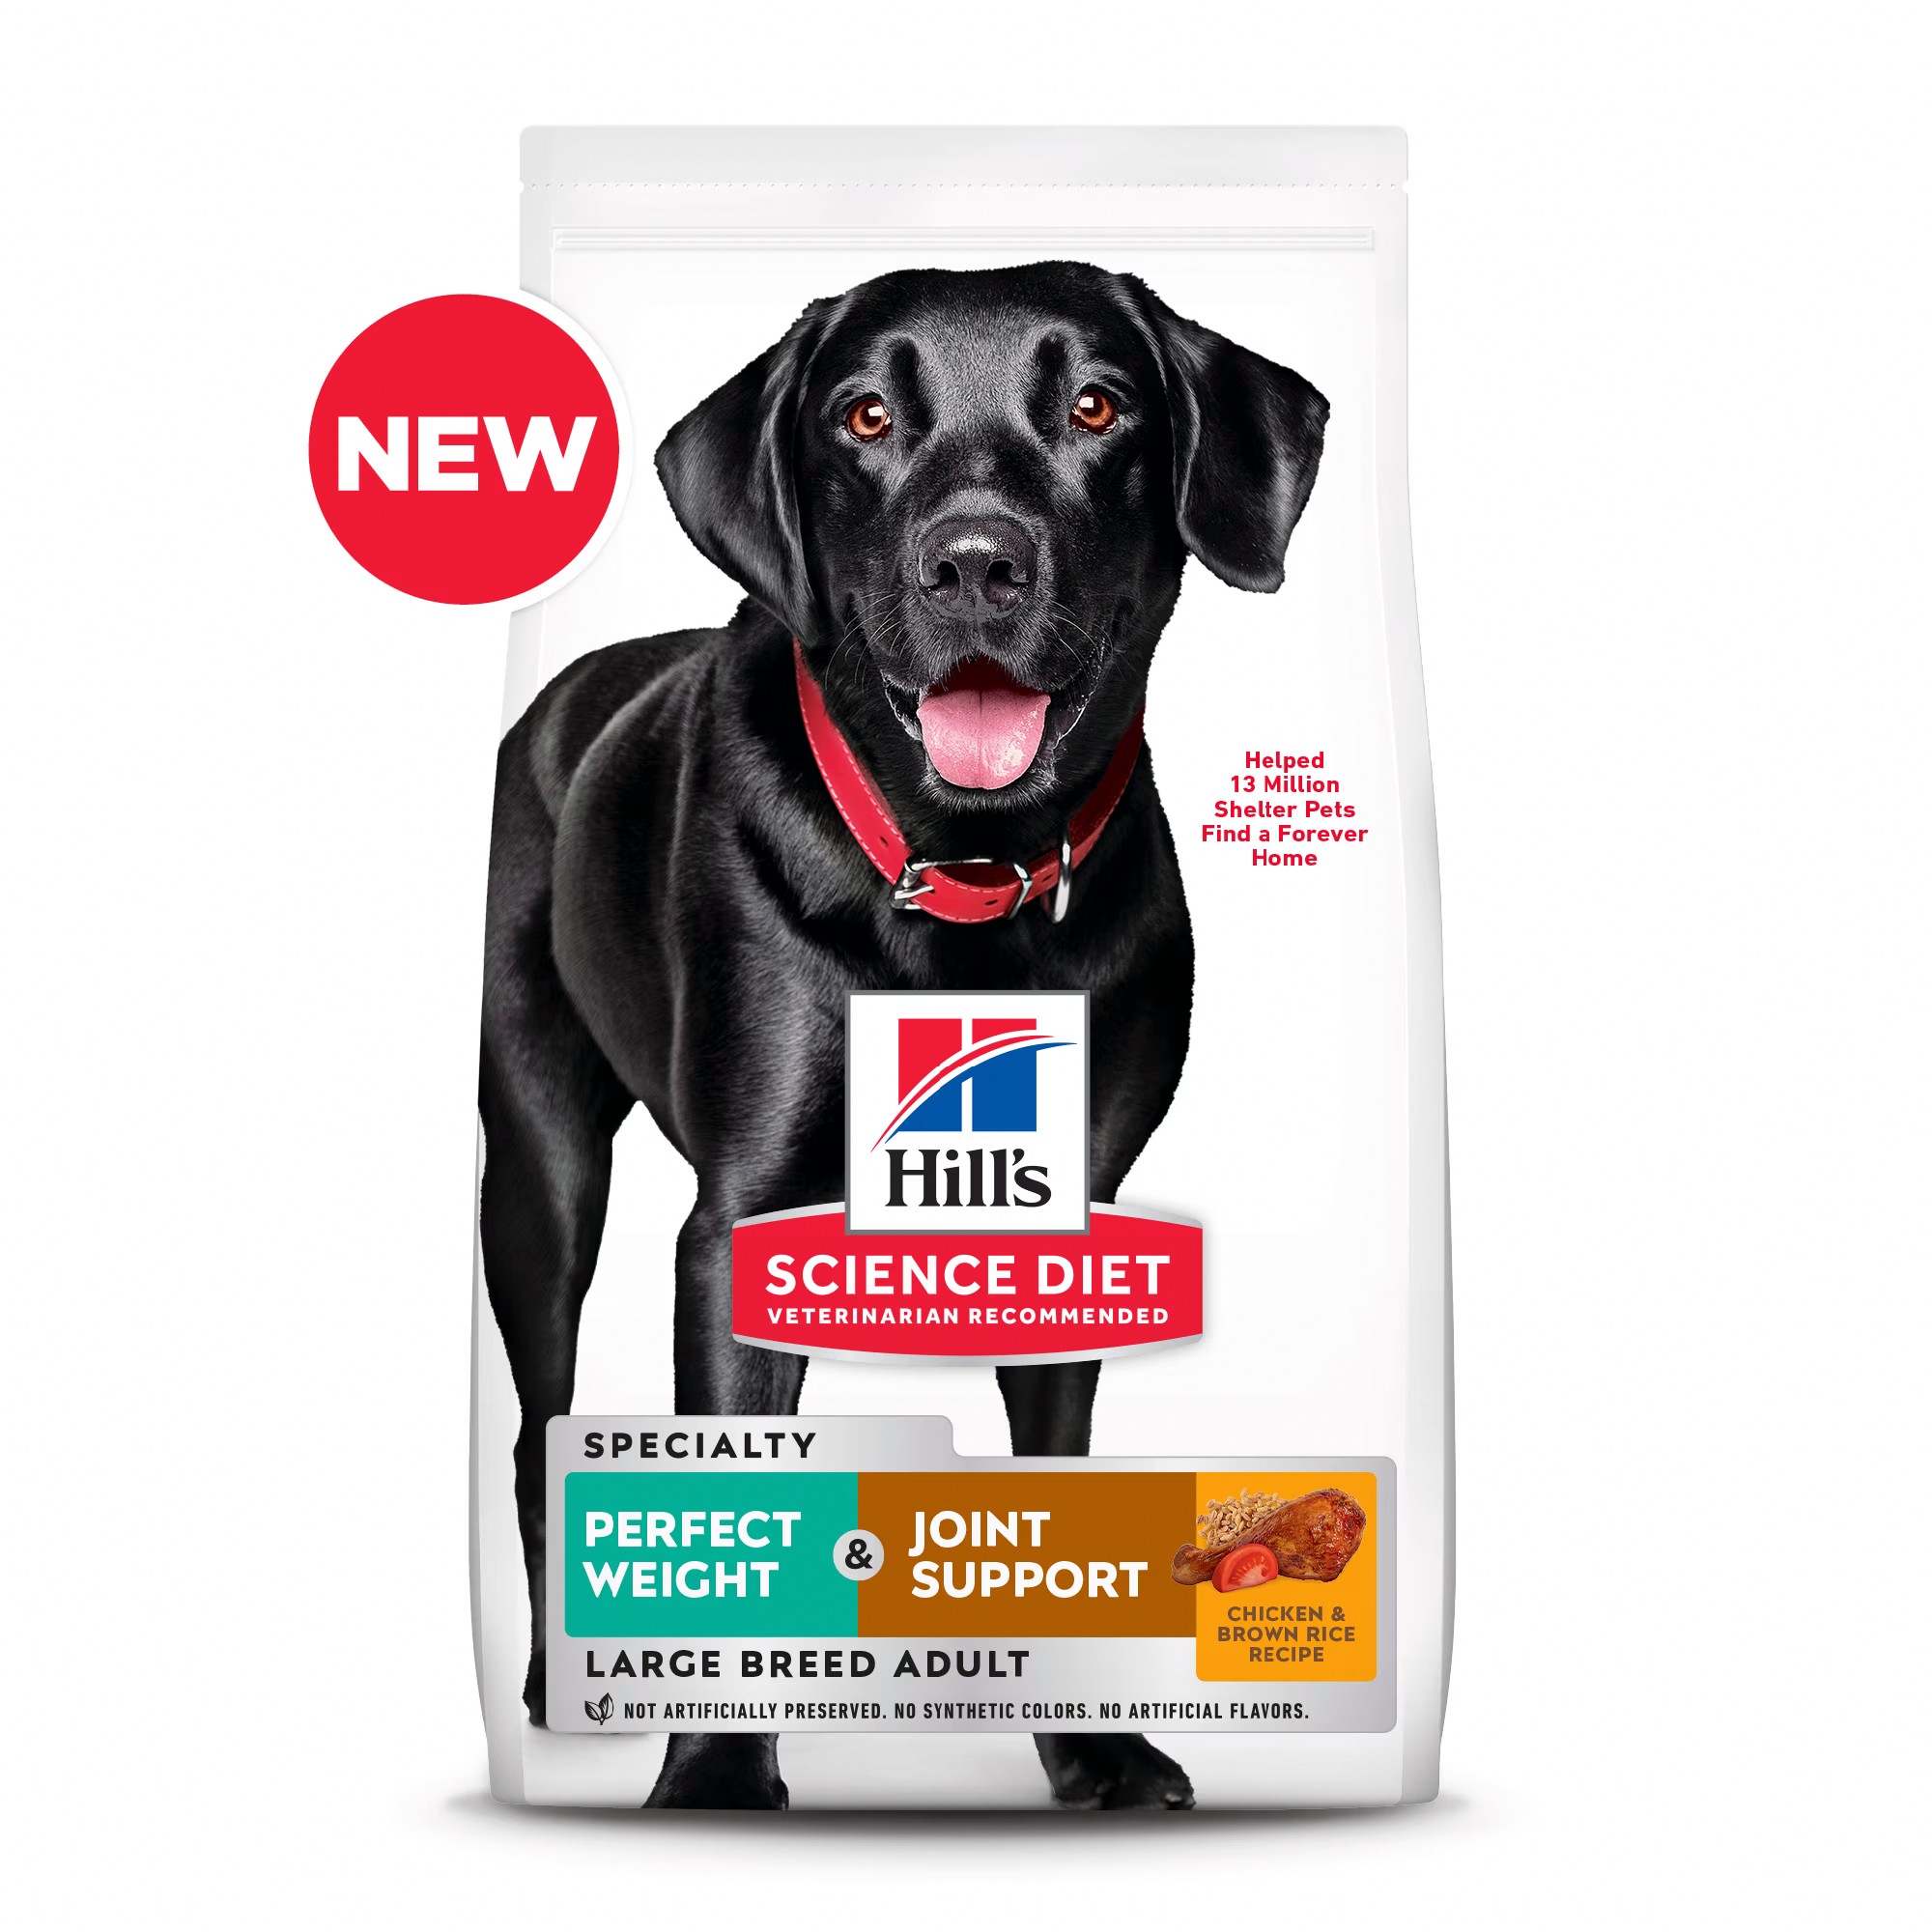 NEW
Helped
13 Million
Shelter Pets
Find a Forever
Home
Hill's
SCIENCE DIET
VETERINARIAN RECOMMENDED
SPECIALTY
PERFECT
WEIGHT
&
JOINT
SUPPORT
CHICKEN &
BROWN RICE
RECIPE
LARGE BREED ADULT
NOT ARTIFICIALLY PRESERVED. NO SYNTHETIC COLORS. NO ARTIFICIAL FLAVORS.